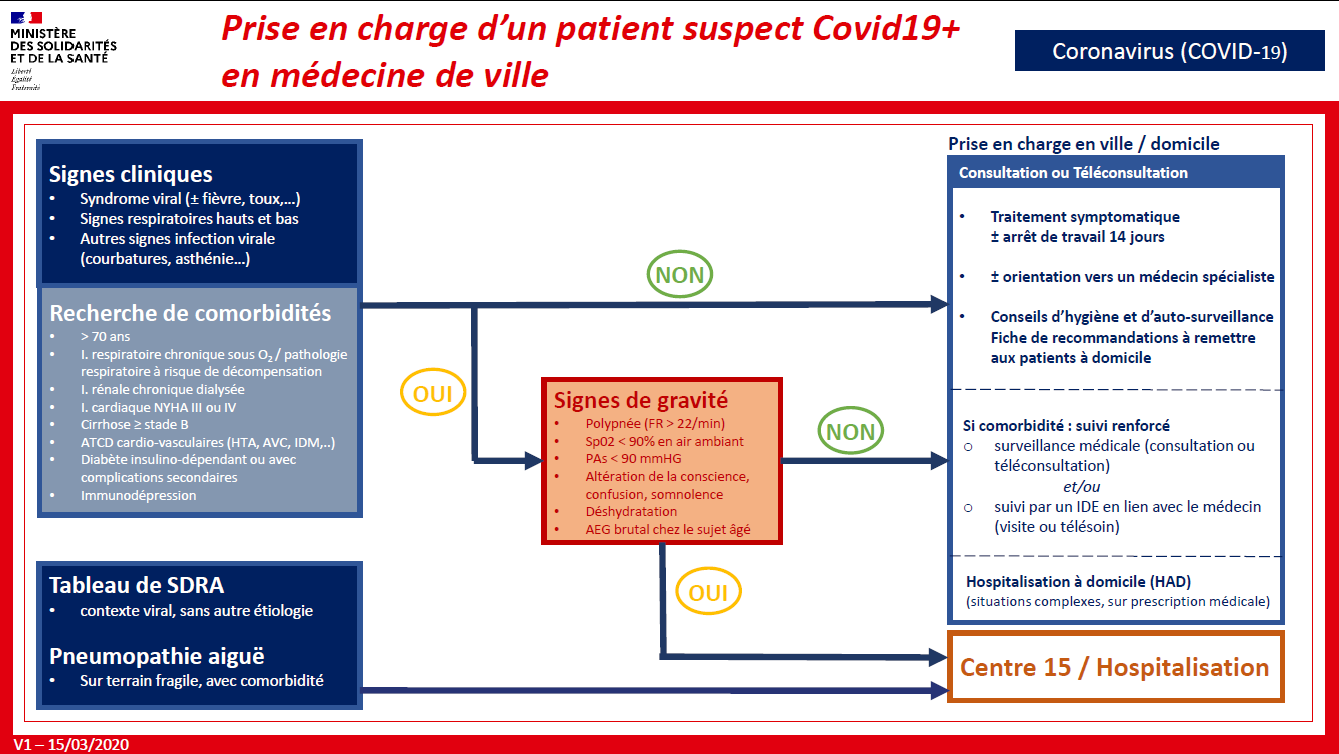 MINISTÈRE
DES SOLIDARITÉS
ET DE LA SANTÉ
Liberté
Égalité
Fraternité
Prise en charge d’un patient suspect Covid19+
en médecine de ville
Coronavirus (COVID-19)
Signes cliniques
• Syndrome viral (± fièvre, toux,...)
• Signes respiratoires hauts et bas
• Autres signes infection virale
(courbatures, asthénie…)
Recherche de comorbidités
• > 70 ans
• I. respiratoire chronique sous O2 / pathologie
respiratoire à risque de décompensation
• I. rénale chronique dialysée
• I. cardiaque NYHA III ou IV
• Cirrhose ≥ stade B
• ATCD cardio-vasculaires (HTA, AVC, IDM,..)
• Diabète insulino-dépendant ou avec
complications secondaires
• Immunodépression
Tableau de SDRA
• contexte viral, sans autre étiologie
Pneumopathie aiguë
• Sur terrain fragile, avec comorbidité
NON
OUI
Signes de gravité
• Polypnée (FR > 22/min)
• Sp02 < 90% en air ambiant
• PAs < 90 mmHG
• Altération de la conscience,
confusion, somnolence
• Déshydratation
• AEG brutal chez le sujet âgé
NON
OUI
Prise en charge en ville / domicile
Consultation ou Téléconsultation
• Traitement symptomatique
± arrêt de travail 14 jours
• ± orientation vers un médecin spécialiste
• Conseils d’hygiène et d’auto-surveillance
Fiche de recommandations à remettre
aux patients à domicile
Si comorbidité : suivi renforcé
o surveillance médicale (consultation ou
téléconsultation)
et/ou
o suivi par un IDE en lien avec le médecin
(visite ou télésoin)
Hospitalisation à domicile (HAD)
(situations complexes, sur prescription médicale)
Centre 15 / Hospitalisation
V1 – 15/03/2020